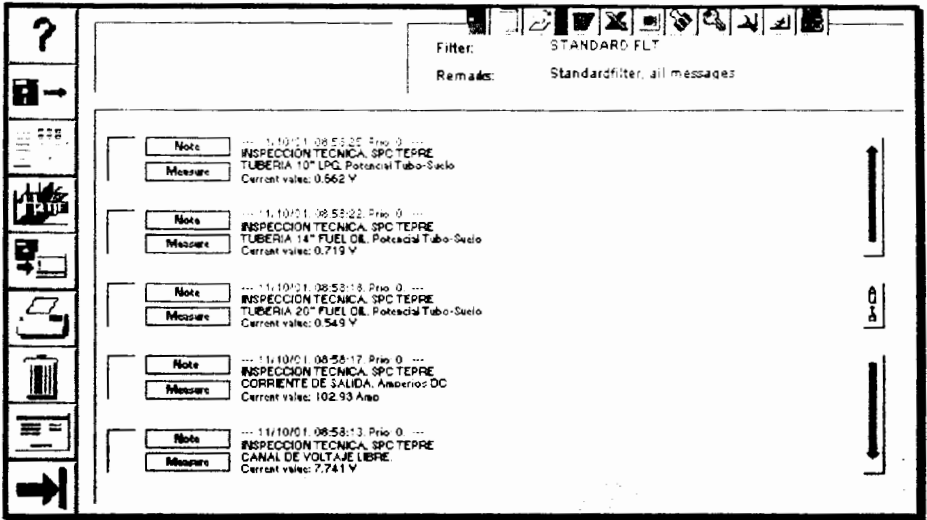 Filter: STANDARD FLT
Remarks: Standardfilter, all messages
Note
Measure
--- 11/10/01, 08:58:25, Prio: 0, ---
INSPECCION TECNICA, SPC TEPRE
TUBERIA 10" LPG, Potencial Tubo-Suelo
Current value: 0.662 V
Note
Measure
--- 11/10/01, 08:58:22, Prio: 0, ---
INSPECCION TECNICA, SPC TEPRE
TUBERIA 14" FUEL OIL, Potencial Tubo-Suelo
Current value: 0.719 V
Note
Measure
--- 11/10/01, 08:58:18, Prio: 0, ---
INSPECCION TECNICA, SPC TEPRE
TUBERIA 20" FUEL OIL, Potencial Tubo-Suelo
Current value: 0.549 V
Note
Measure
--- 11/10/01, 08:58:17, Prio: 0, ---
INSPECCION TECNICA, SPC TEPRE
CORRIENTE DE SALIDA, Amperios DC
Current value: 102.93 Amp
Note
Measure
--- 11/10/01, 08:58:13, Prio: 0, ---
INSPECCION TECNICA, SPC TEPRE
CANAL DE VOLTAJE LIBRE,
Current value: 7.741 V